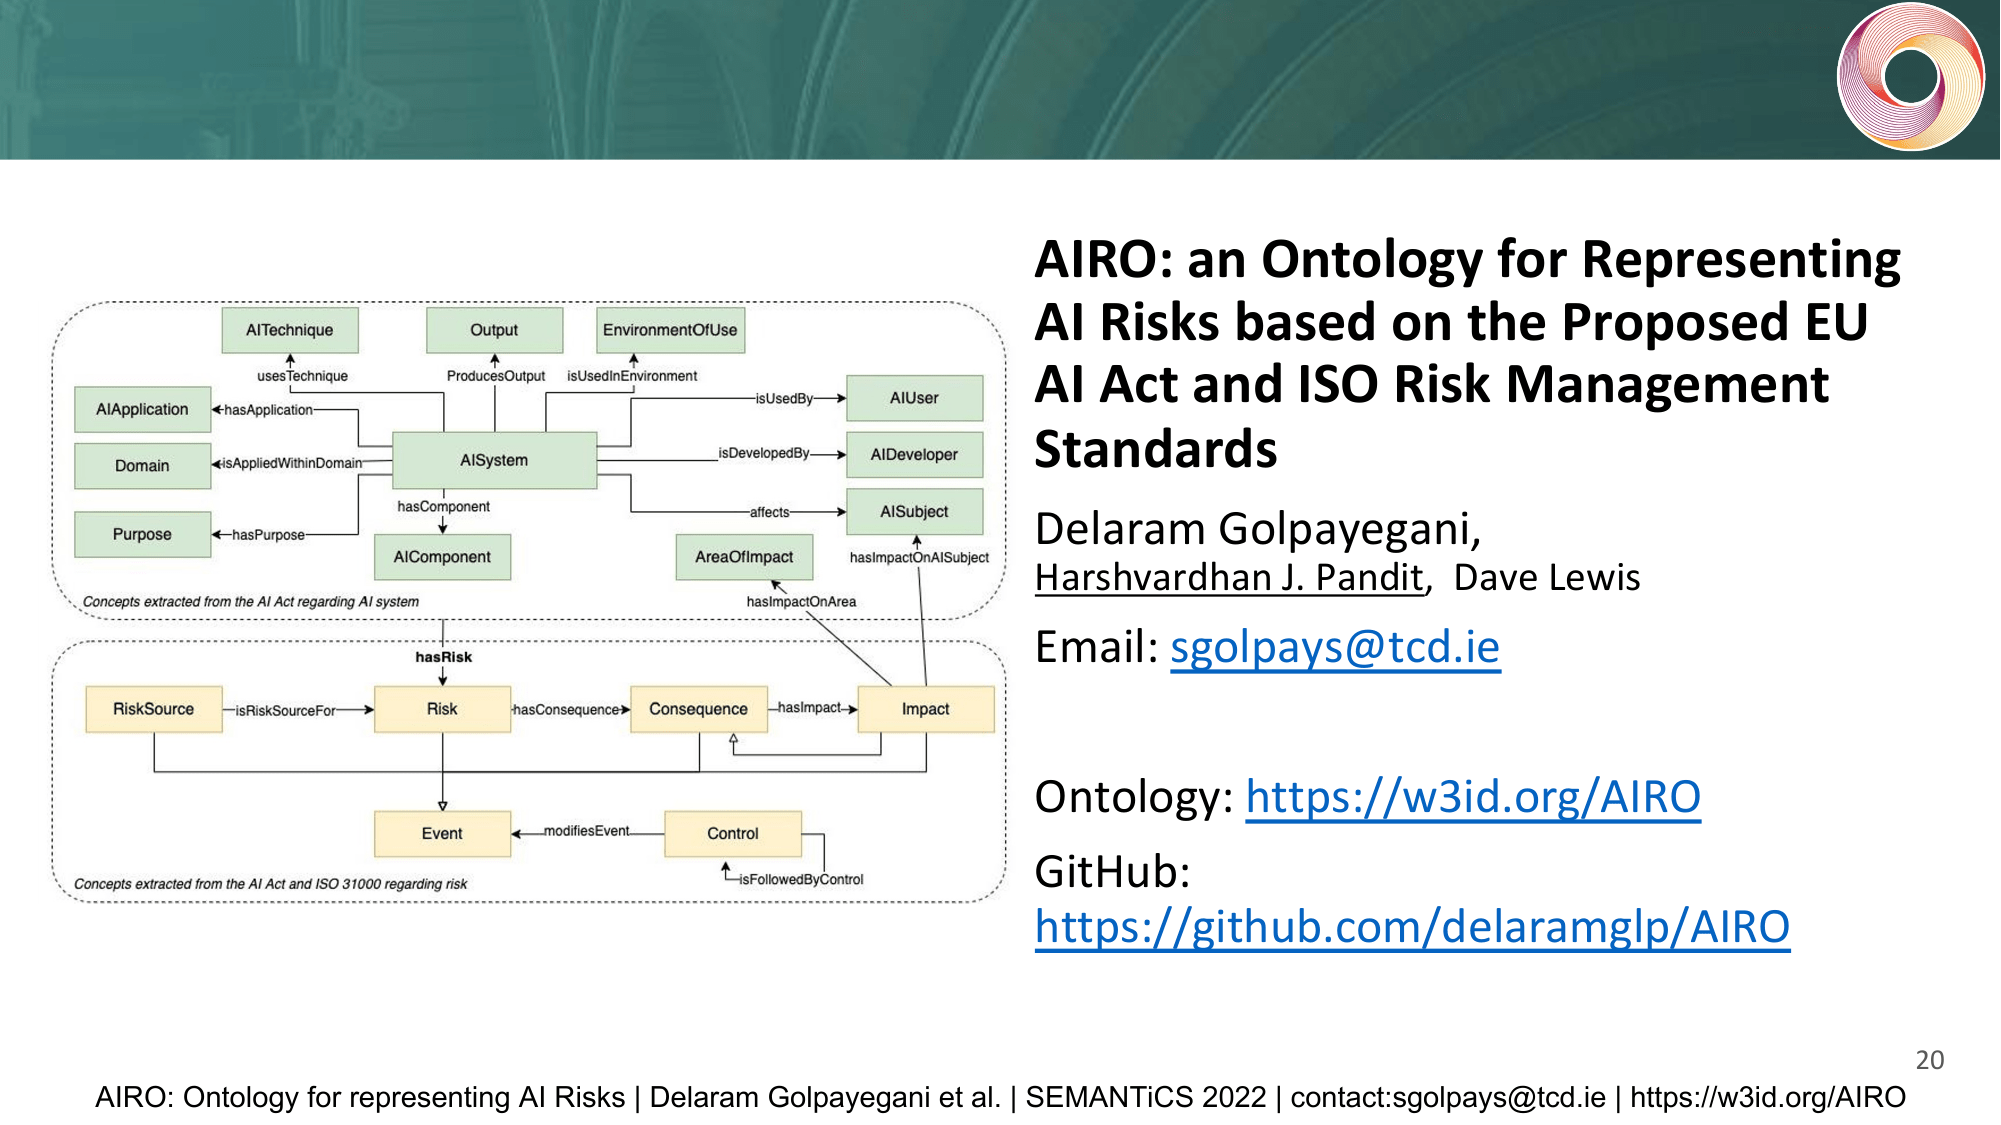 AITechnique
Output
EnvironmentOfUse
usesTechnique
ProducesOutput
isUsedInEnvironment
AIApplication
hasApplication
isUsedBy
AIUser
Domain
isAppliedWithinDomain
AISystem
isDevelopedBy
AIDeveloper
hasComponent
affects
AISubject
Purpose
hasPurpose
AIComponent
AreaOfImpact
hasImpactOnAISubject
Concepts extracted from the AI Act regarding AI system
hasImpactOnArea
hasRisk
RiskSource
isRiskSourceFor
Risk
hasConsequence
Consequence
hasImpact
Impact
Event
modifiesEvent
Control
isFollowedByControl
Concepts extracted from the AI Act and ISO 31000 regarding risk
AIRO: an Ontology for Representing
AI Risks based on the Proposed EU
AI Act and ISO Risk Management
Standards
Delaram Golpayegani,
Harshvardhan J. Pandit, Dave Lewis
Email: sgolpays@tcd.ie
Ontology: https://w3id.org/AIRO
GitHub:
https://github.com/delaramglp/AIRO
20
AIRO: Ontology for representing AI Risks | Delaram Golpayegani et al. | SEMANTiCS 2022 | contact:sgolpays@tcd.ie | https://w3id.org/AIRO